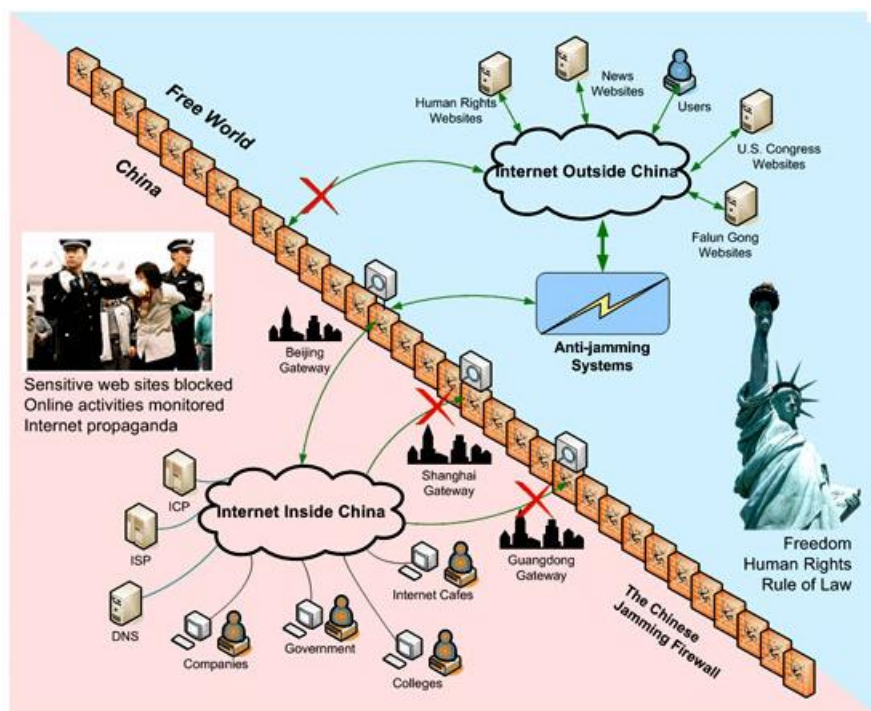 Free World
China
Human Rights
Websites
News
Websites
Users
U.S. Congress
Websites
Internet Outside China
Falun Gong
Websites
Anti-jamming
Systems
Beijing
Gateway
Sensitive web sites blocked
Online activities monitored
Internet propaganda
Shanghai
Gateway
Guangdong
Gateway
ICP
ISP
DNS
Internet Inside China
Internet Cafes
Companies
Government
Colleges
Freedom
Human Rights
Rule of Law
The Chinese
Jamming Firewall